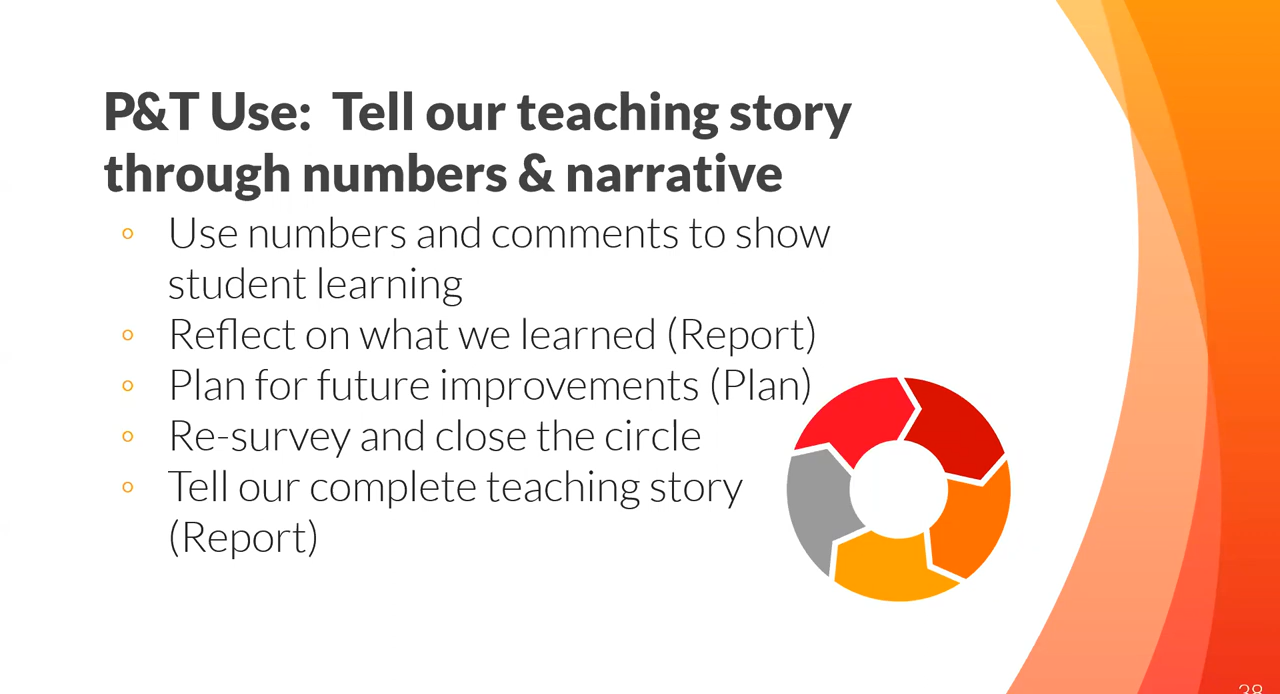 P&T Use:  Tell our teaching story
through numbers & narrative
◦ Use numbers and comments to show
student learning
◦ Reflect on what we learned (Report)
◦ Plan for future improvements (Plan)
◦ Re-survey and close the circle
◦ Tell our complete teaching story
(Report)
38